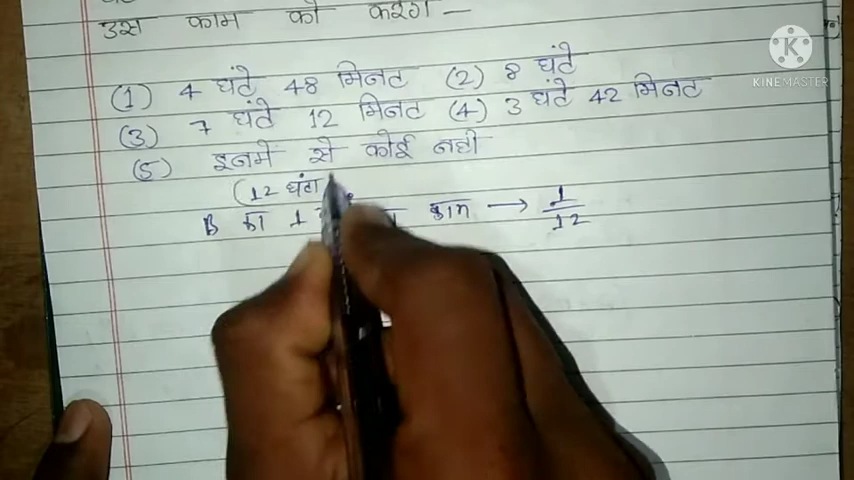 उस काम को करेंगे —
(1) 4 घंटे 48 मिनट (2) 8 घंटे
(3) 7 घंटे 12 मिनट (4) 3 घंटे 42 मिनट
(5) इनमें से कोई नहीं
(12 घंटा
B का 1 काम → 1/12
KINEMASTER